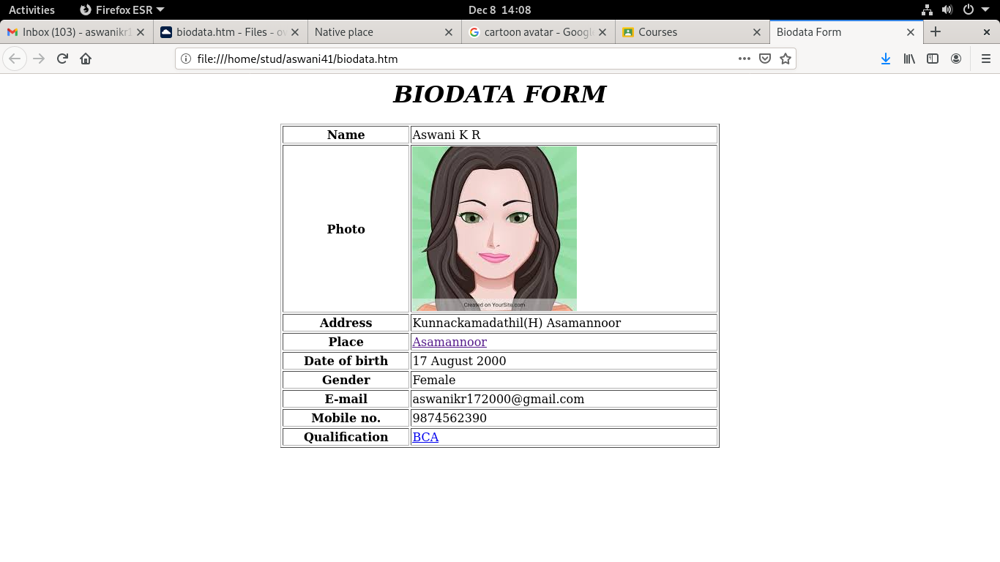 Activities Firefox ESR Dec 8 14:08
Inbox (103) - aswanikr1 biodata.htm - Files - ow Native place cartoon avatar - Googl Courses Biodata Form
file:///home/stud/aswani41/biodata.htm
BIODATA FORM
Name Aswani K R
Photo
Created on YourSite.com
Address Kunnackamadathil(H) Asamannoor
Place Asamannoor
Date of birth 17 August 2000
Gender Female
E-mail aswanikr172000@gmail.com
Mobile no. 9874562390
Qualification BCA